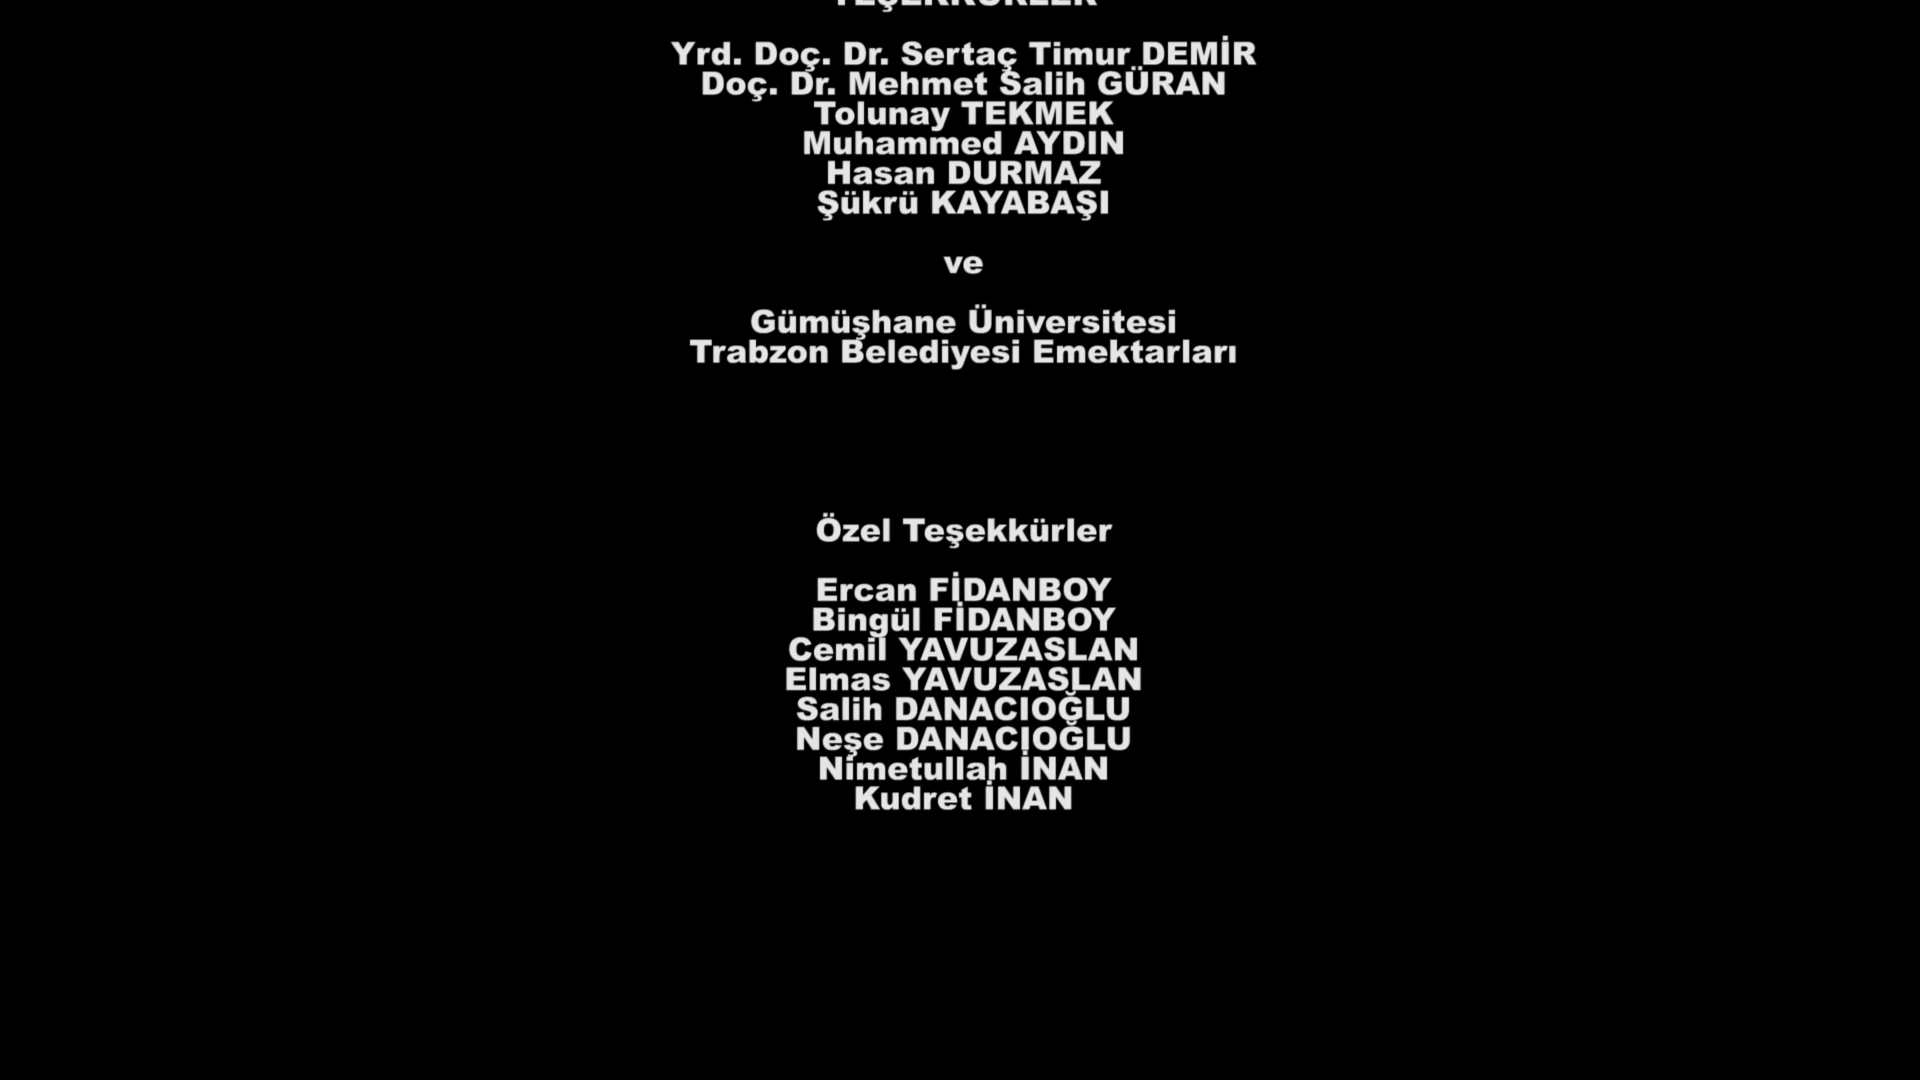 TEŞEKKÜRLER
Yrd. Doç. Dr. Sertaç Timur DEMİR
Doç. Dr. Mehmet Salih GÜRAN
Tolunay TEKMEK
Muhammed AYDIN
Hasan DURMAZ
Şükrü KAYABAŞI
ve
Gümüşhane Üniversitesi
Trabzon Belediyesi Emektarları
Özel Teşekkürler
Ercan FİDANBOY
Bingül FİDANBOY
Cemil YAVUZASLAN
Elmas YAVUZASLAN
Salih DANACIOĞLU
Neşe DANACIOĞLU
Nimetullah İNAN
Kudret İNAN